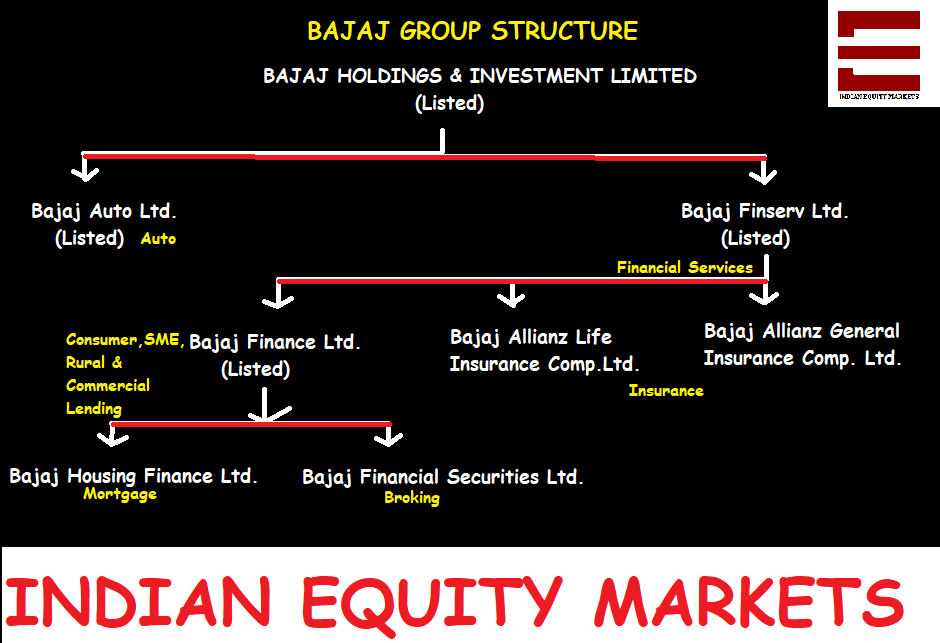 BAJAJ GROUP STRUCTURE
INDIAN EQUITY MARKETS
BAJAJ HOLDINGS & INVESTMENT LIMITED
(Listed)
Bajaj Auto Ltd.
(Listed) Auto
Bajaj Finserv Ltd.
(Listed)
Financial Services
Consumer,SME,
Rural &
Commercial
Lending
Bajaj Finance Ltd.
(Listed)
Bajaj Allianz Life
Insurance Comp.Ltd.
Bajaj Allianz General
Insurance Comp. Ltd.
Insurance
Bajaj Housing Finance Ltd.
Mortgage
Bajaj Financial Securities Ltd.
Broking
INDIAN EQUITY MARKETS